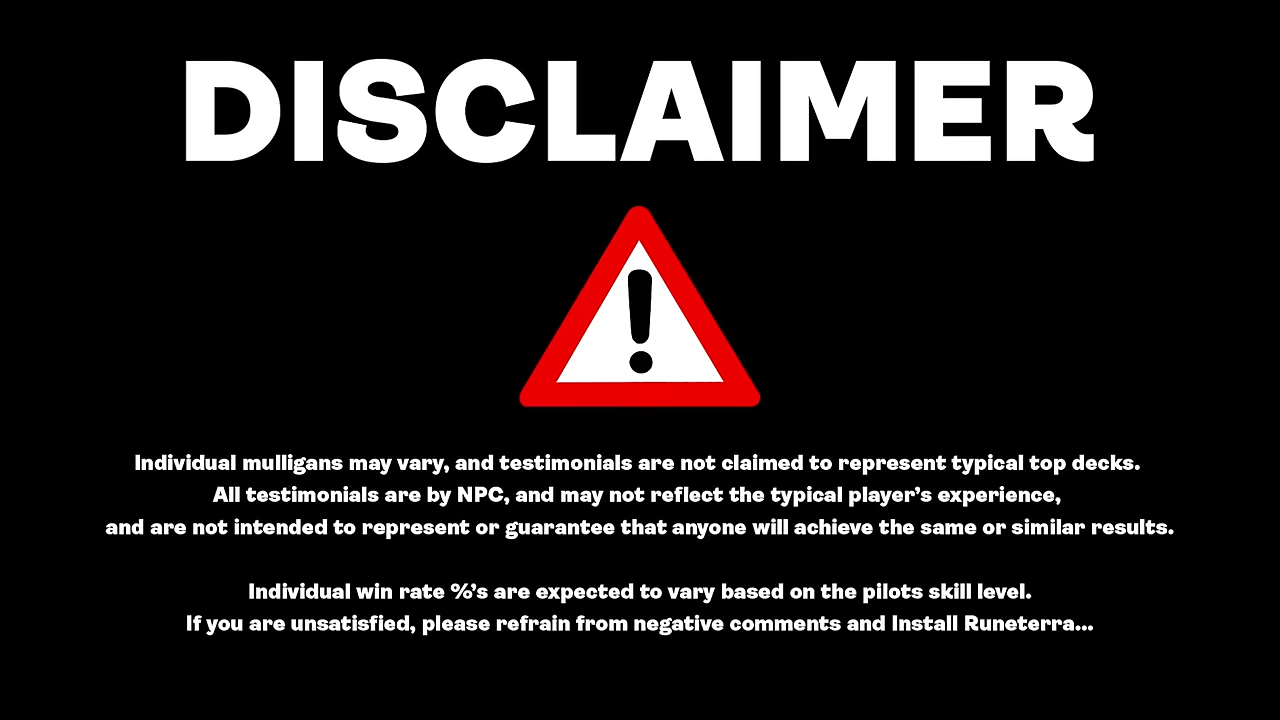 DISCLAIMER
!
Individual mulligans may vary, and testimonials are not claimed to represent typical top decks.
All testimonials are by NPC, and may not reflect the typical player's experience,
and are not intended to represent or guarantee that anyone will achieve the same or similar results.
Individual win rate %'s are expected to vary based on the pilots skill level.
If you are unsatisfied, please refrain from negative comments and Install Runeterra...